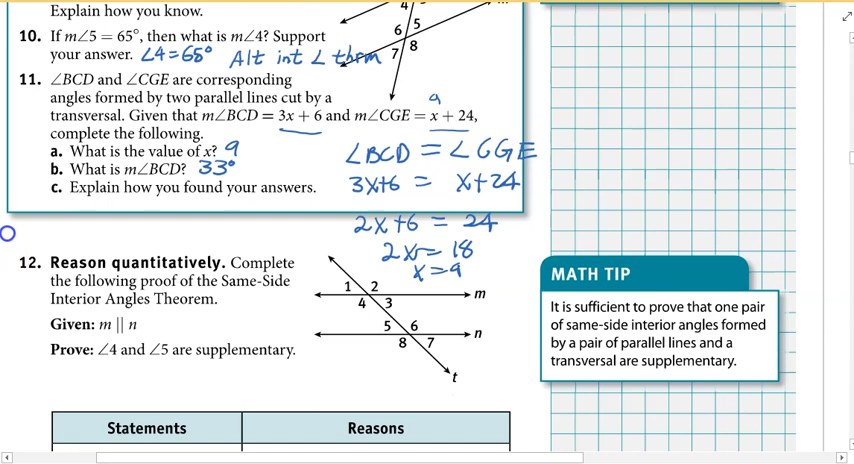 Explain how you know.
10. If m∠5 = 65°, then what is m∠4? Support
your answer. ∠4=65° Alt int ∠ thrm
4
5
6
7
8
11. ∠BCD and ∠CGE are corresponding
angles formed by two parallel lines cut by a
transversal. Given that m∠BCD = 3x + 6 and m∠CGE = x + 24,
9
complete the following.
a. What is the value of x? 9
b. What is m∠BCD? 33°
c. Explain how you found your answers.
∠BCD = ∠CGE
3x+6 = x+24
2x+6 = 24
2x = 18
x=9
12. Reason quantitatively. Complete
the following proof of the Same-Side
Interior Angles Theorem.
Given: m || n
Prove: ∠4 and ∠5 are supplementary.
1 2
m
4 3
5 6
n
8 7
t
MATH TIP
It is sufficient to prove that one pair
of same-side interior angles formed
by a pair of parallel lines and a
transversal are supplementary.
Statements Reasons